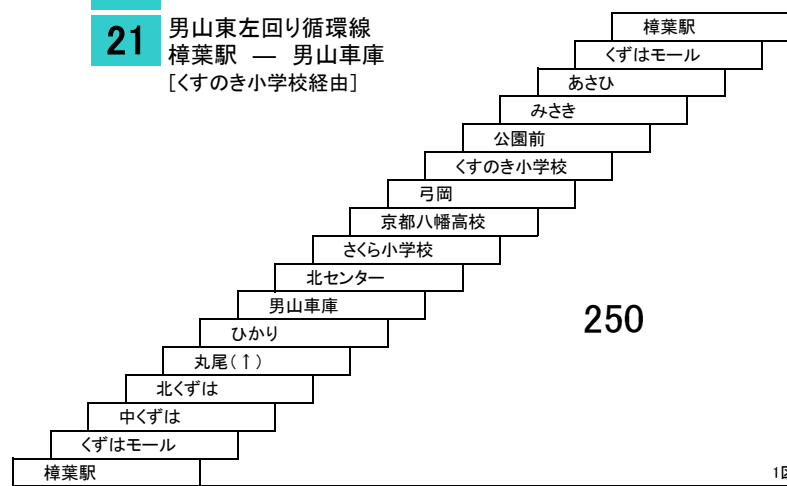 21
男山東左回り循環線
樟葉駅 ― 男山車庫
[くすのき小学校経由]
樟葉駅
くずはモール
あさひ
みさき
公園前
くすのき小学校
弓岡
京都八幡高校
さくら小学校
北センター
男山車庫
ひかり
丸尾(↑)
北くずは
中くずは
くずはモール
樟葉駅
250